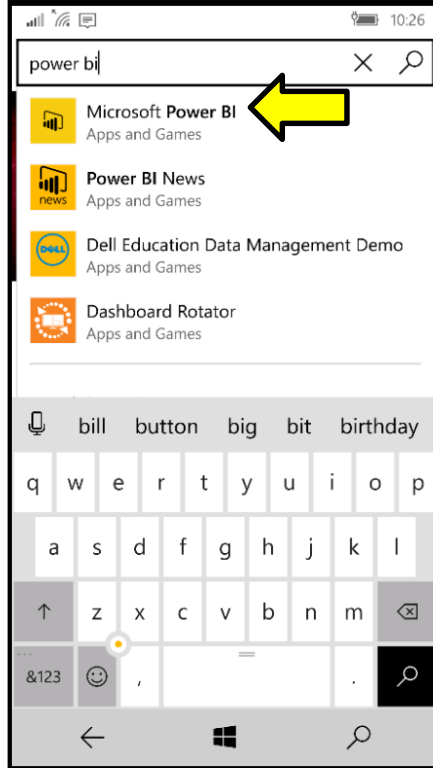 10:26
power bi
Microsoft Power BI
Apps and Games
news
Power BI News
Apps and Games
DELL
Dell Education Data Management Demo
Apps and Games
Dashboard Rotator
Apps and Games
bill button big bit birthday
q w e r t y u i o p
a s d f g h j k l
z x c v b n m
&123 , .